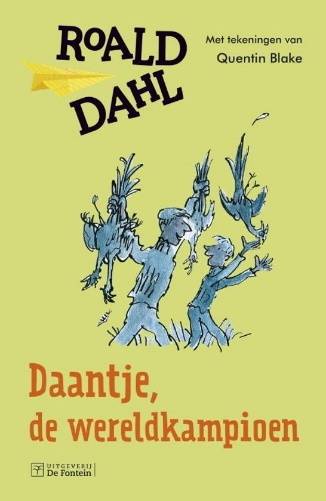 ROALD
DAHL
Met tekeningen van
Quentin Blake
Daantje,
de wereldkampioen
UITGEVERIJ
De Fontein